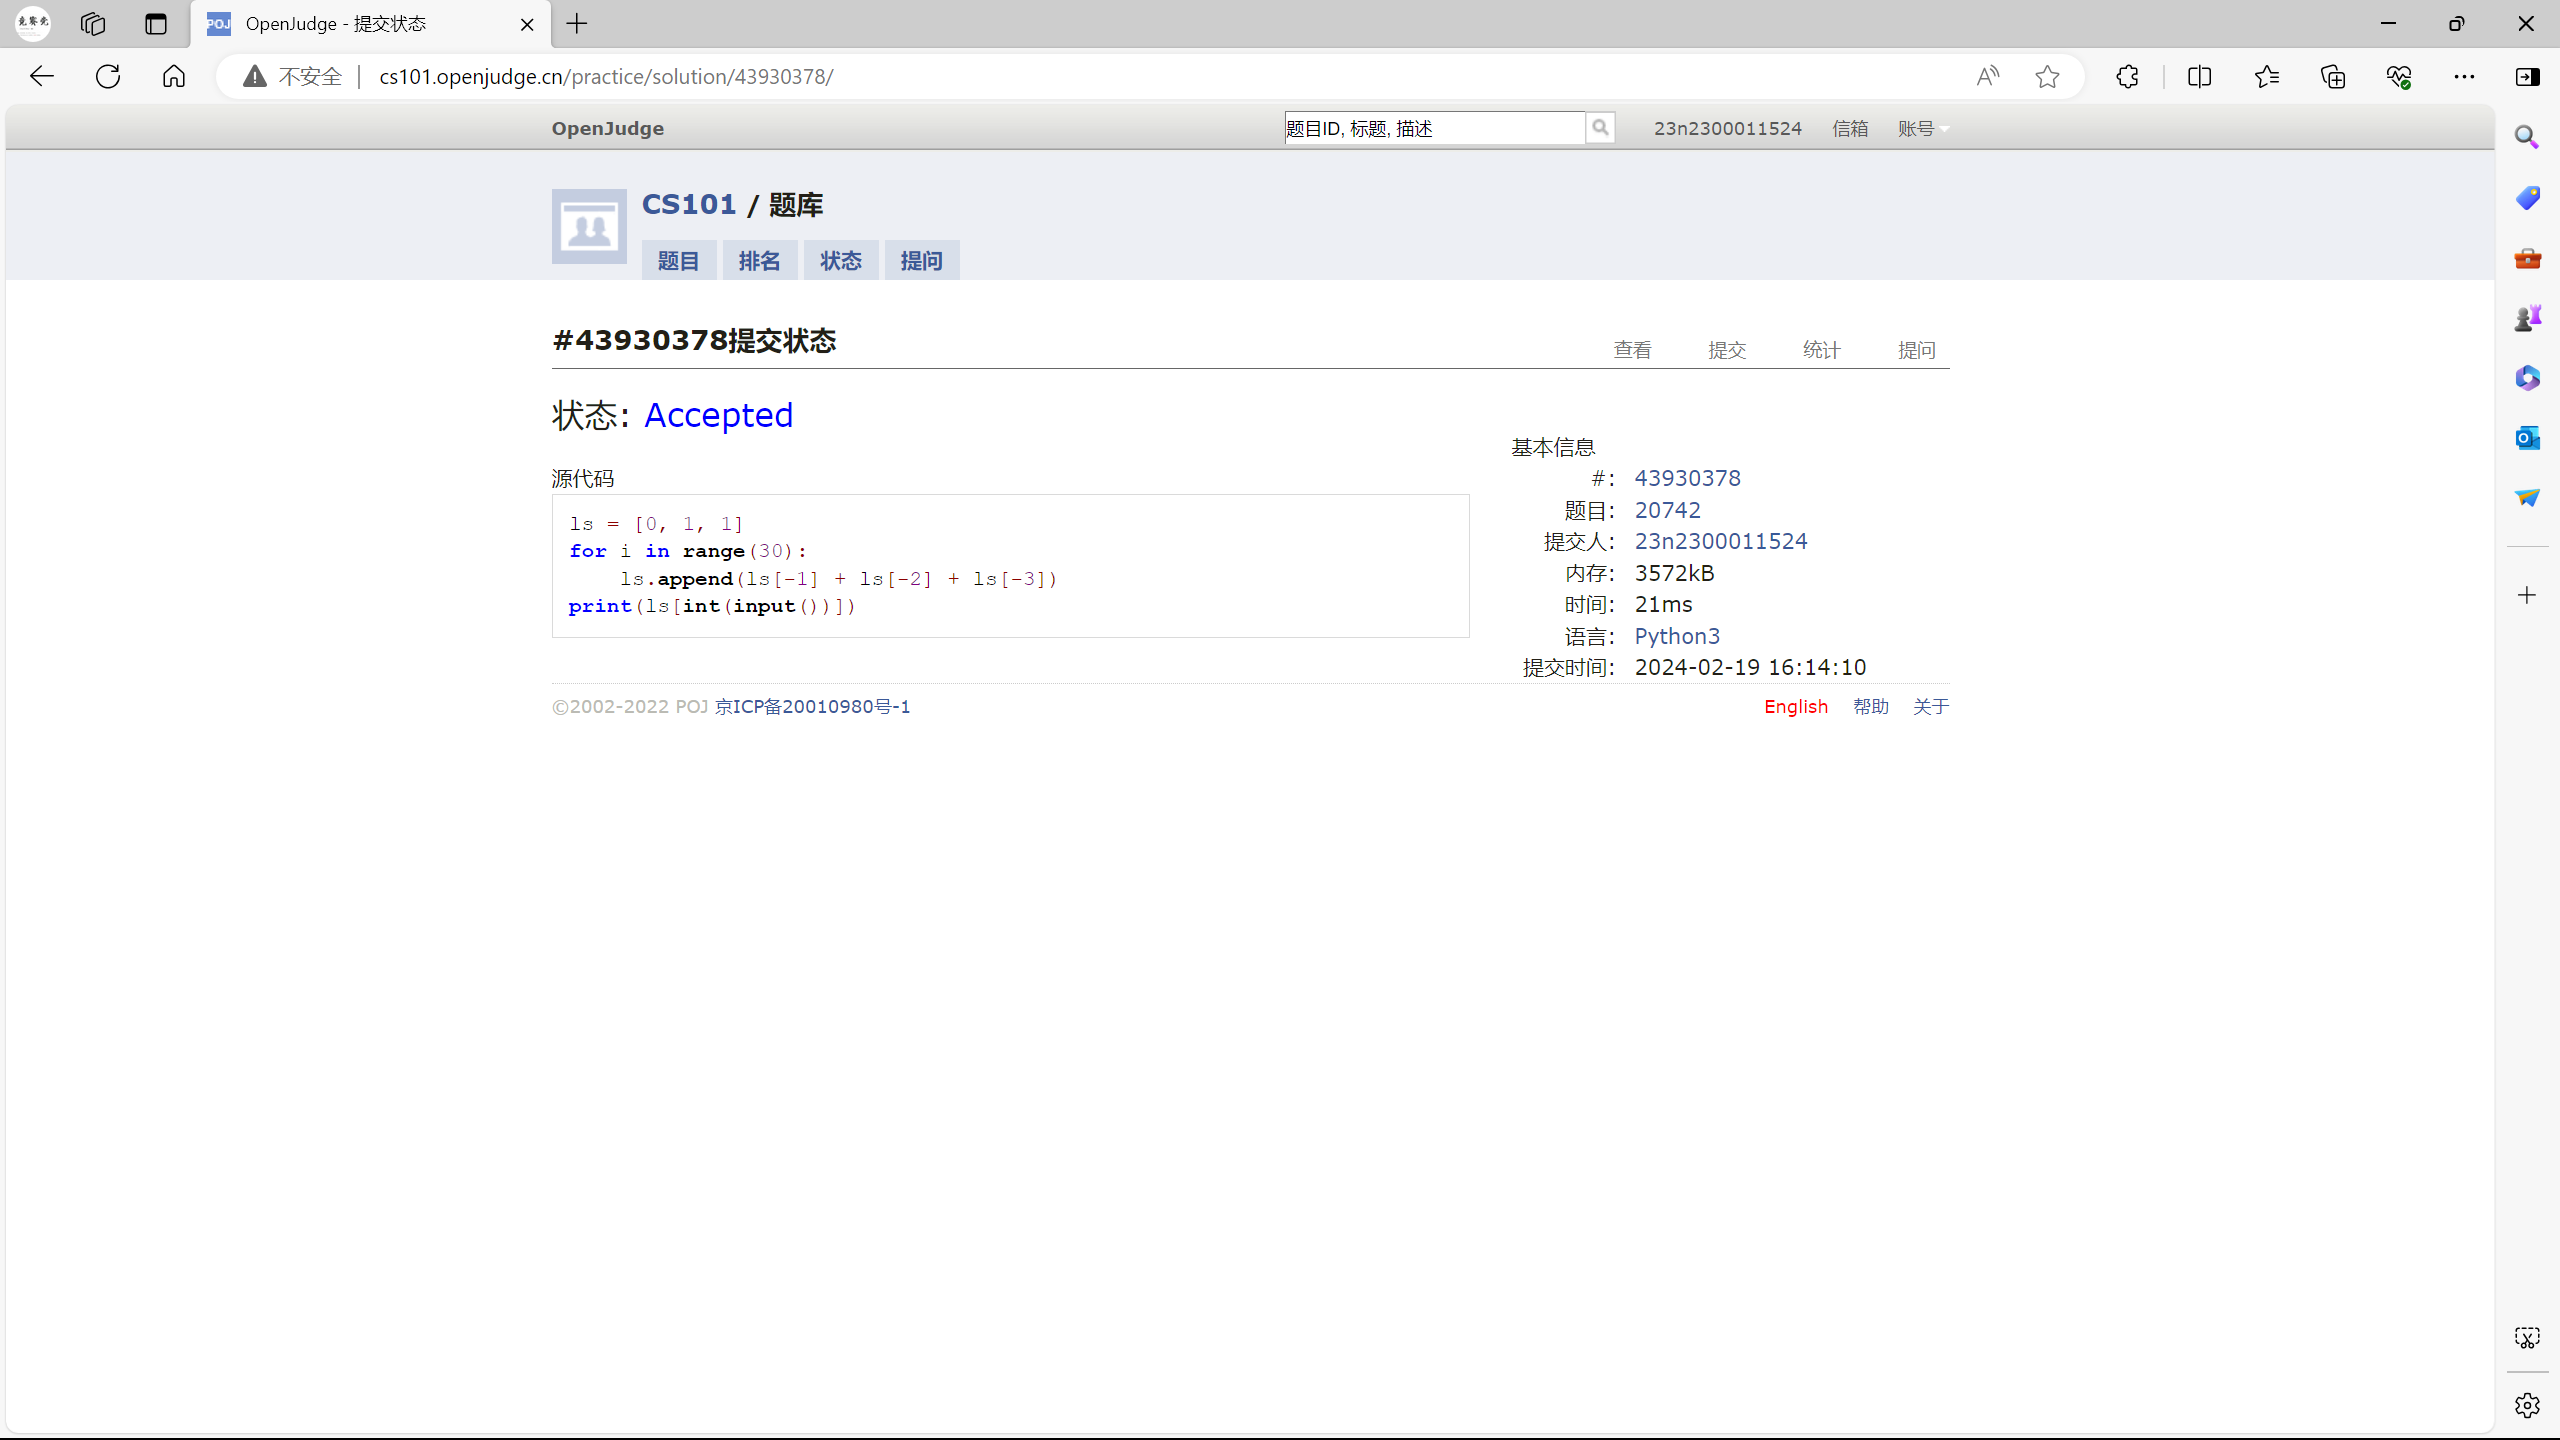 OpenJudge - 提交状态
不安全 cs101.openjudge.cn/practice/solution/43930378/
OpenJudge 题目ID, 标题, 描述 23n2300011524 信箱 账号
CS101 / 题库
题目 排名 状态 提问
#43930378提交状态 查看 提交 统计 提问
状态: Accepted
源代码
ls = [0, 1, 1]
for i in range(30):
    ls.append(ls[-1] + ls[-2] + ls[-3])
print(ls[int(input())])
基本信息
#: 43930378
题目: 20742
提交人: 23n2300011524
内存: 3572kB
时间: 21ms
语言: Python3
提交时间: 2024-02-19 16:14:10
©2002-2022 POJ 京ICP备20010980号-1 English 帮助 关于